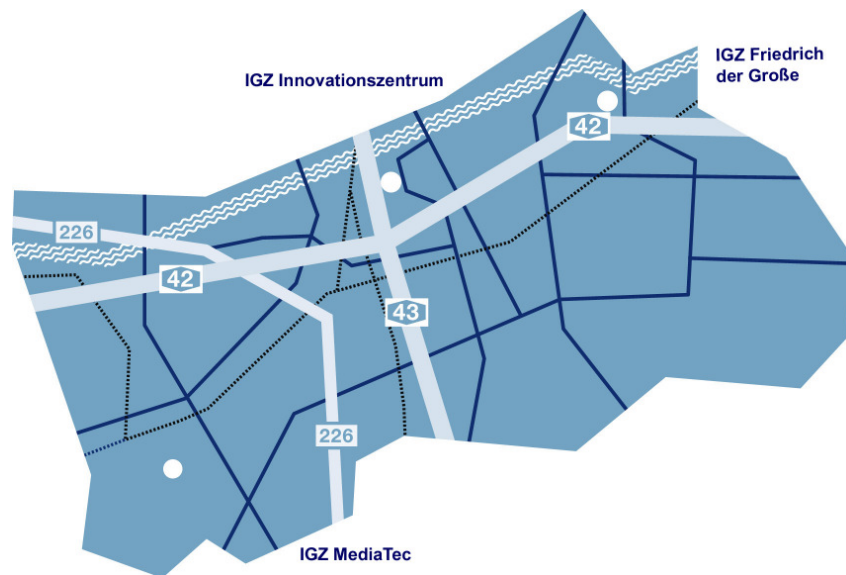 IGZ Friedrich
der Große
IGZ Innovationszentrum
42
226
42
43
226
IGZ MediaTec